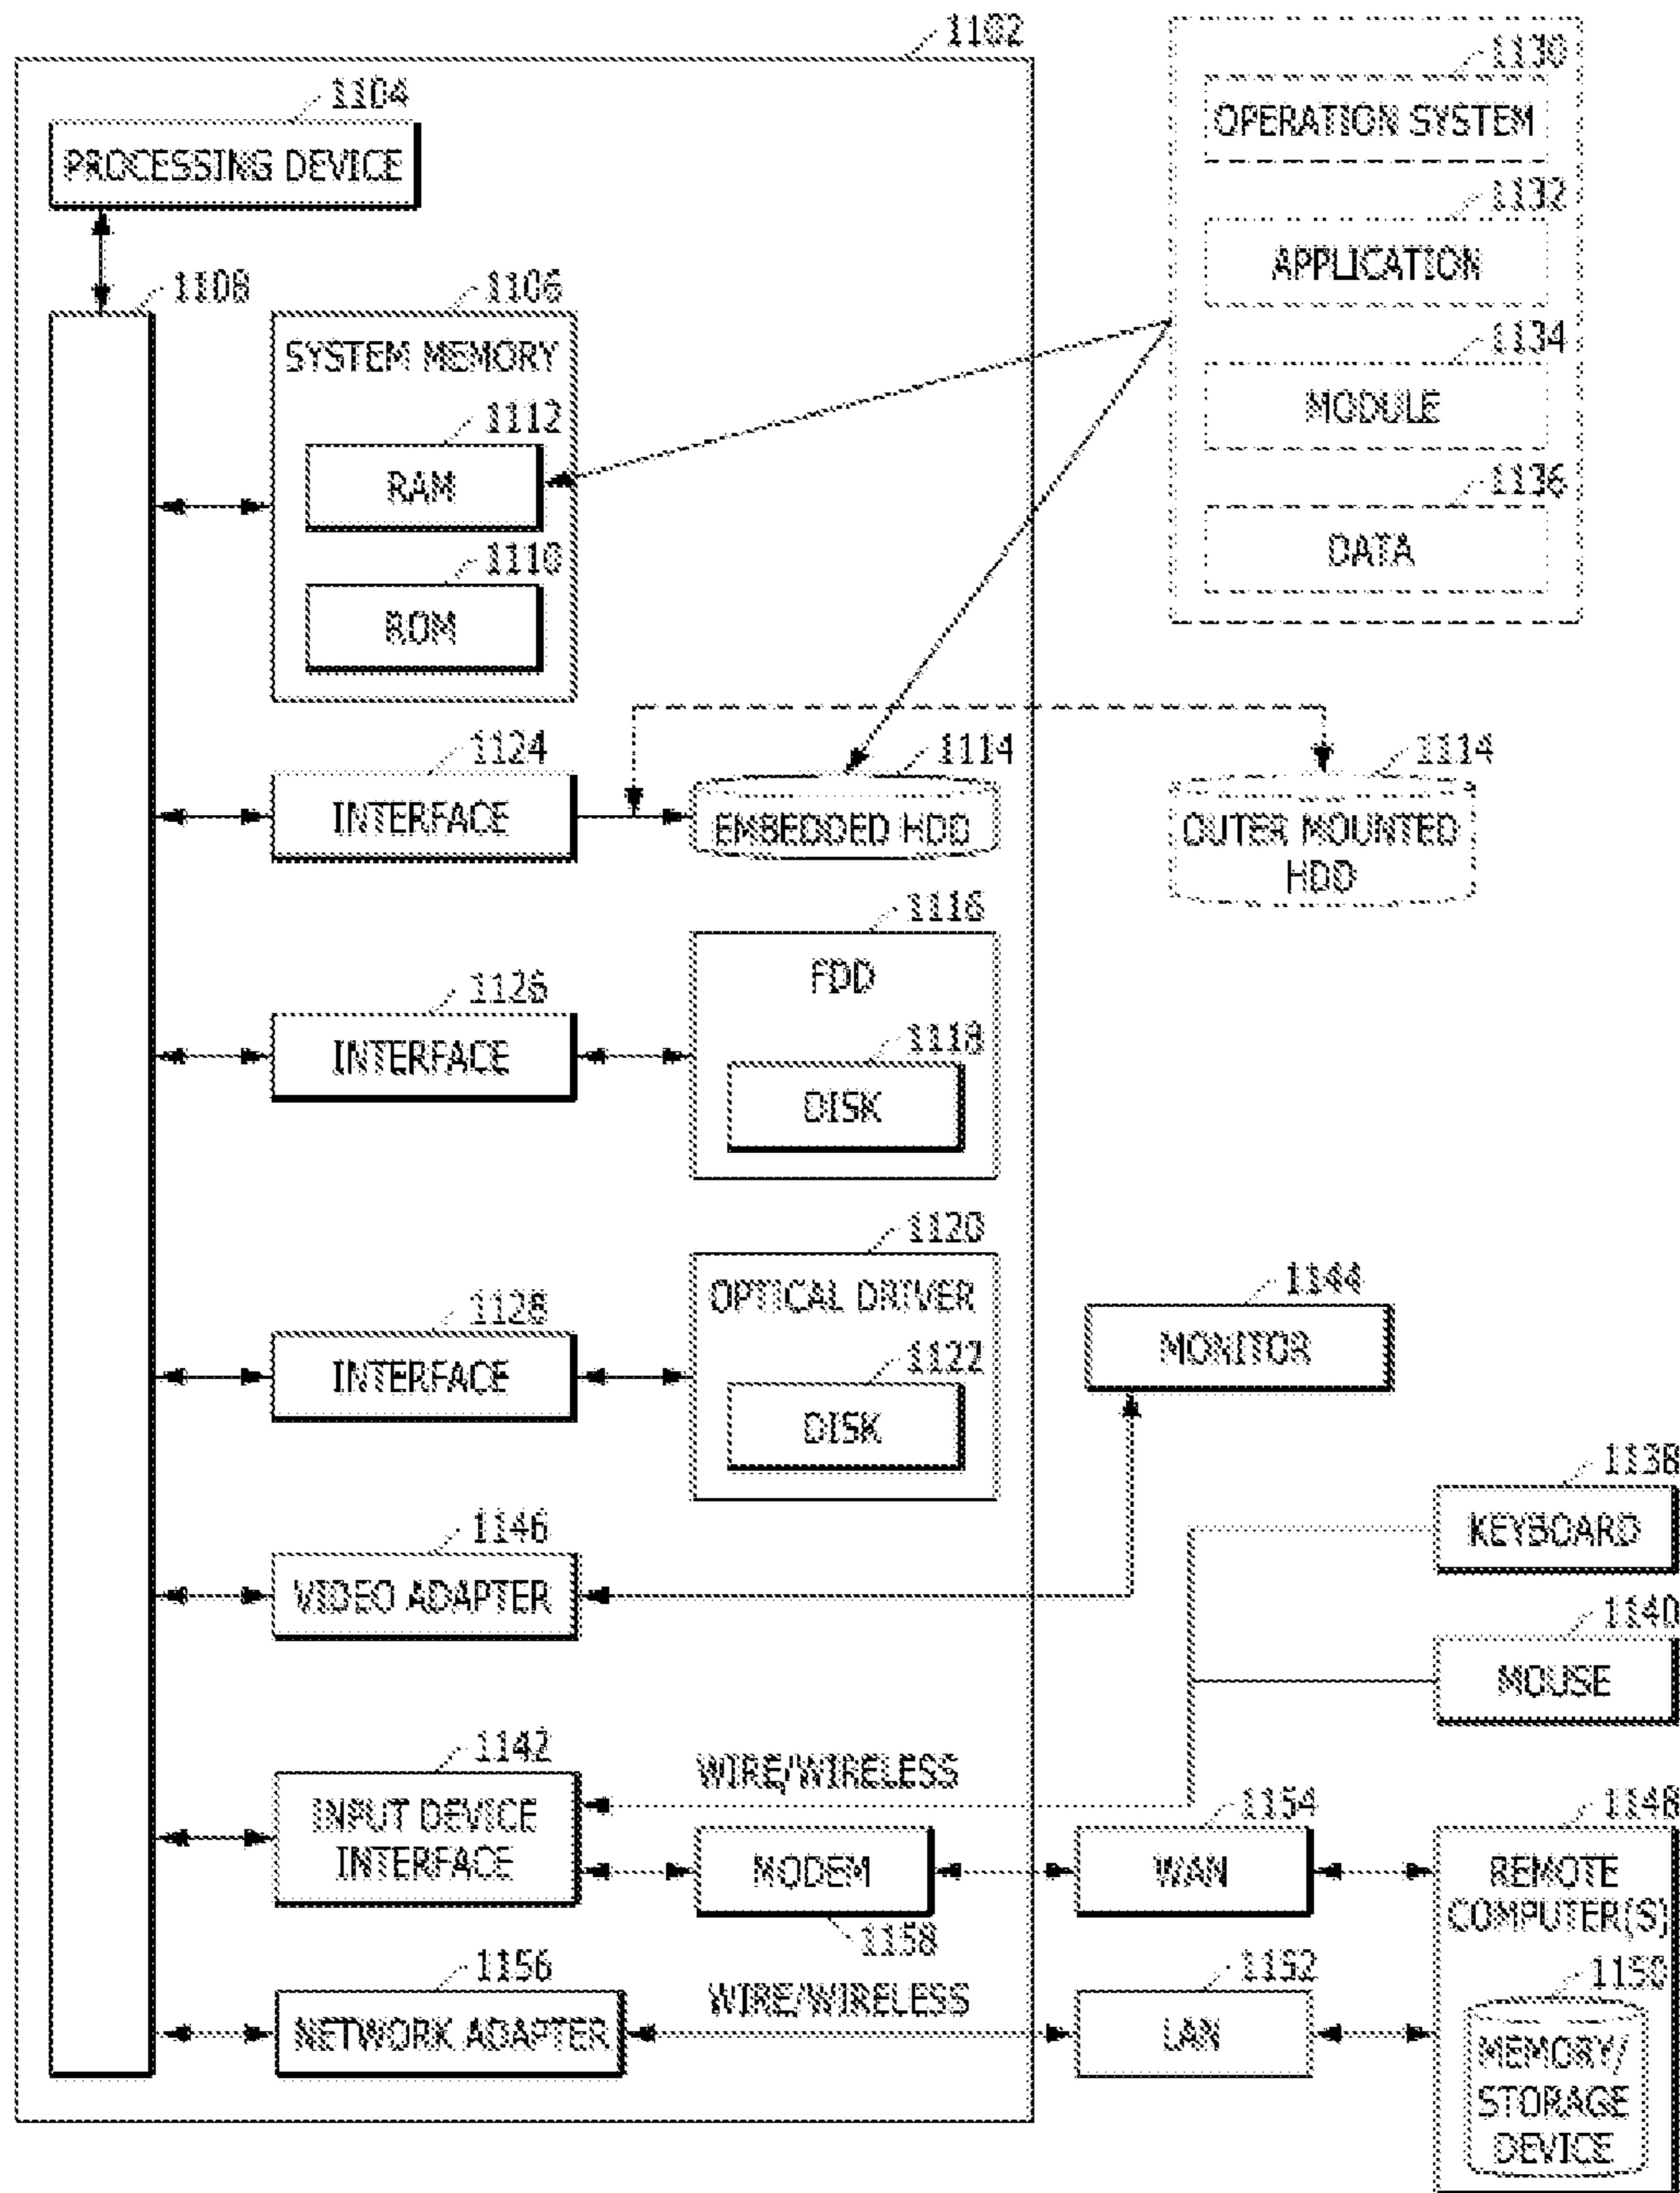 1102
1104
PROCESSING DEVICE
1130
OPERATION SYSTEM
1132
APPLICATION
1134
MODULE
1136
DATA
1108
1106
SYSTEM MEMORY
1112
RAM
1110
ROM
1124
INTERFACE
1114
EMBEDDED HDD
1114
OUTER MOUNTED
HDD
1126
INTERFACE
1116
FDD
1118
DISK
1128
INTERFACE
1120
OPTICAL DRIVER
1122
DISK
1144
MONITOR
1138
KEYBOARD
1140
MOUSE
1146
VIDEO ADAPTER
1142
INPUT DEVICE
INTERFACE
WIRE/WIRELESS
MODEM
1158
1154
WAN
1148
REMOTE
COMPUTER(S)
1150
MEMORY/
STORAGE
DEVICE
1156
NETWORK ADAPTER
WIRE/WIRELESS
1152
LAN